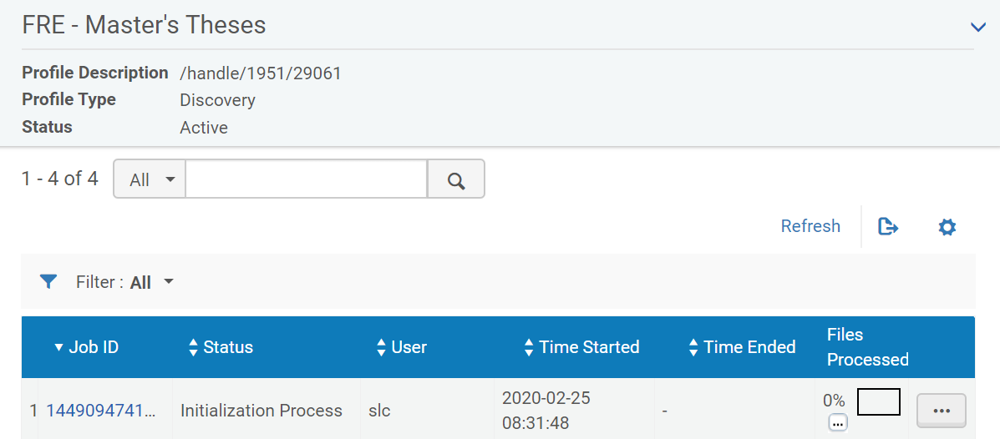 FRE - Master's Theses
Profile Description /handle/1951/29061
Profile Type Discovery
Status Active
1 - 4 of 4 All
Refresh
Filter : All
Job ID Status User Time Started Time Ended Files Processed
1 1449094741... Initialization Process slc 2020-02-25 08:31:48 - 0%
... ...